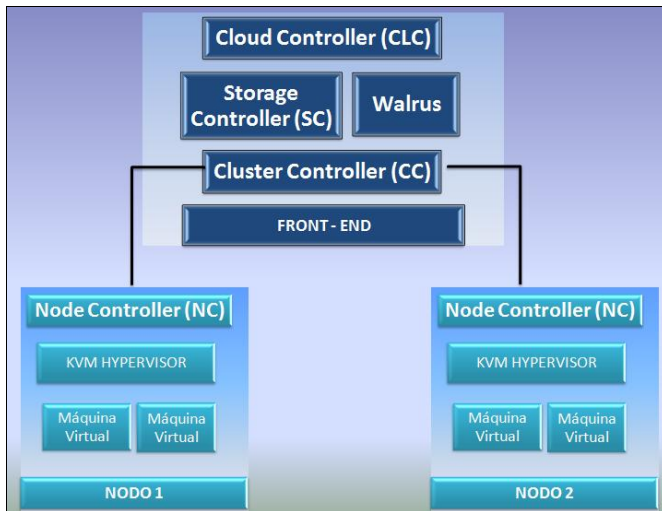 Cloud Controller (CLC)
Storage
Controller (SC)
Walrus
Cluster Controller (CC)
FRONT - END
Node Controller (NC)
KVM HYPERVISOR
Máquina
Virtual
Máquina
Virtual
NODO 1
Node Controller (NC)
KVM HYPERVISOR
Máquina
Virtual
Máquina
Virtual
NODO 2